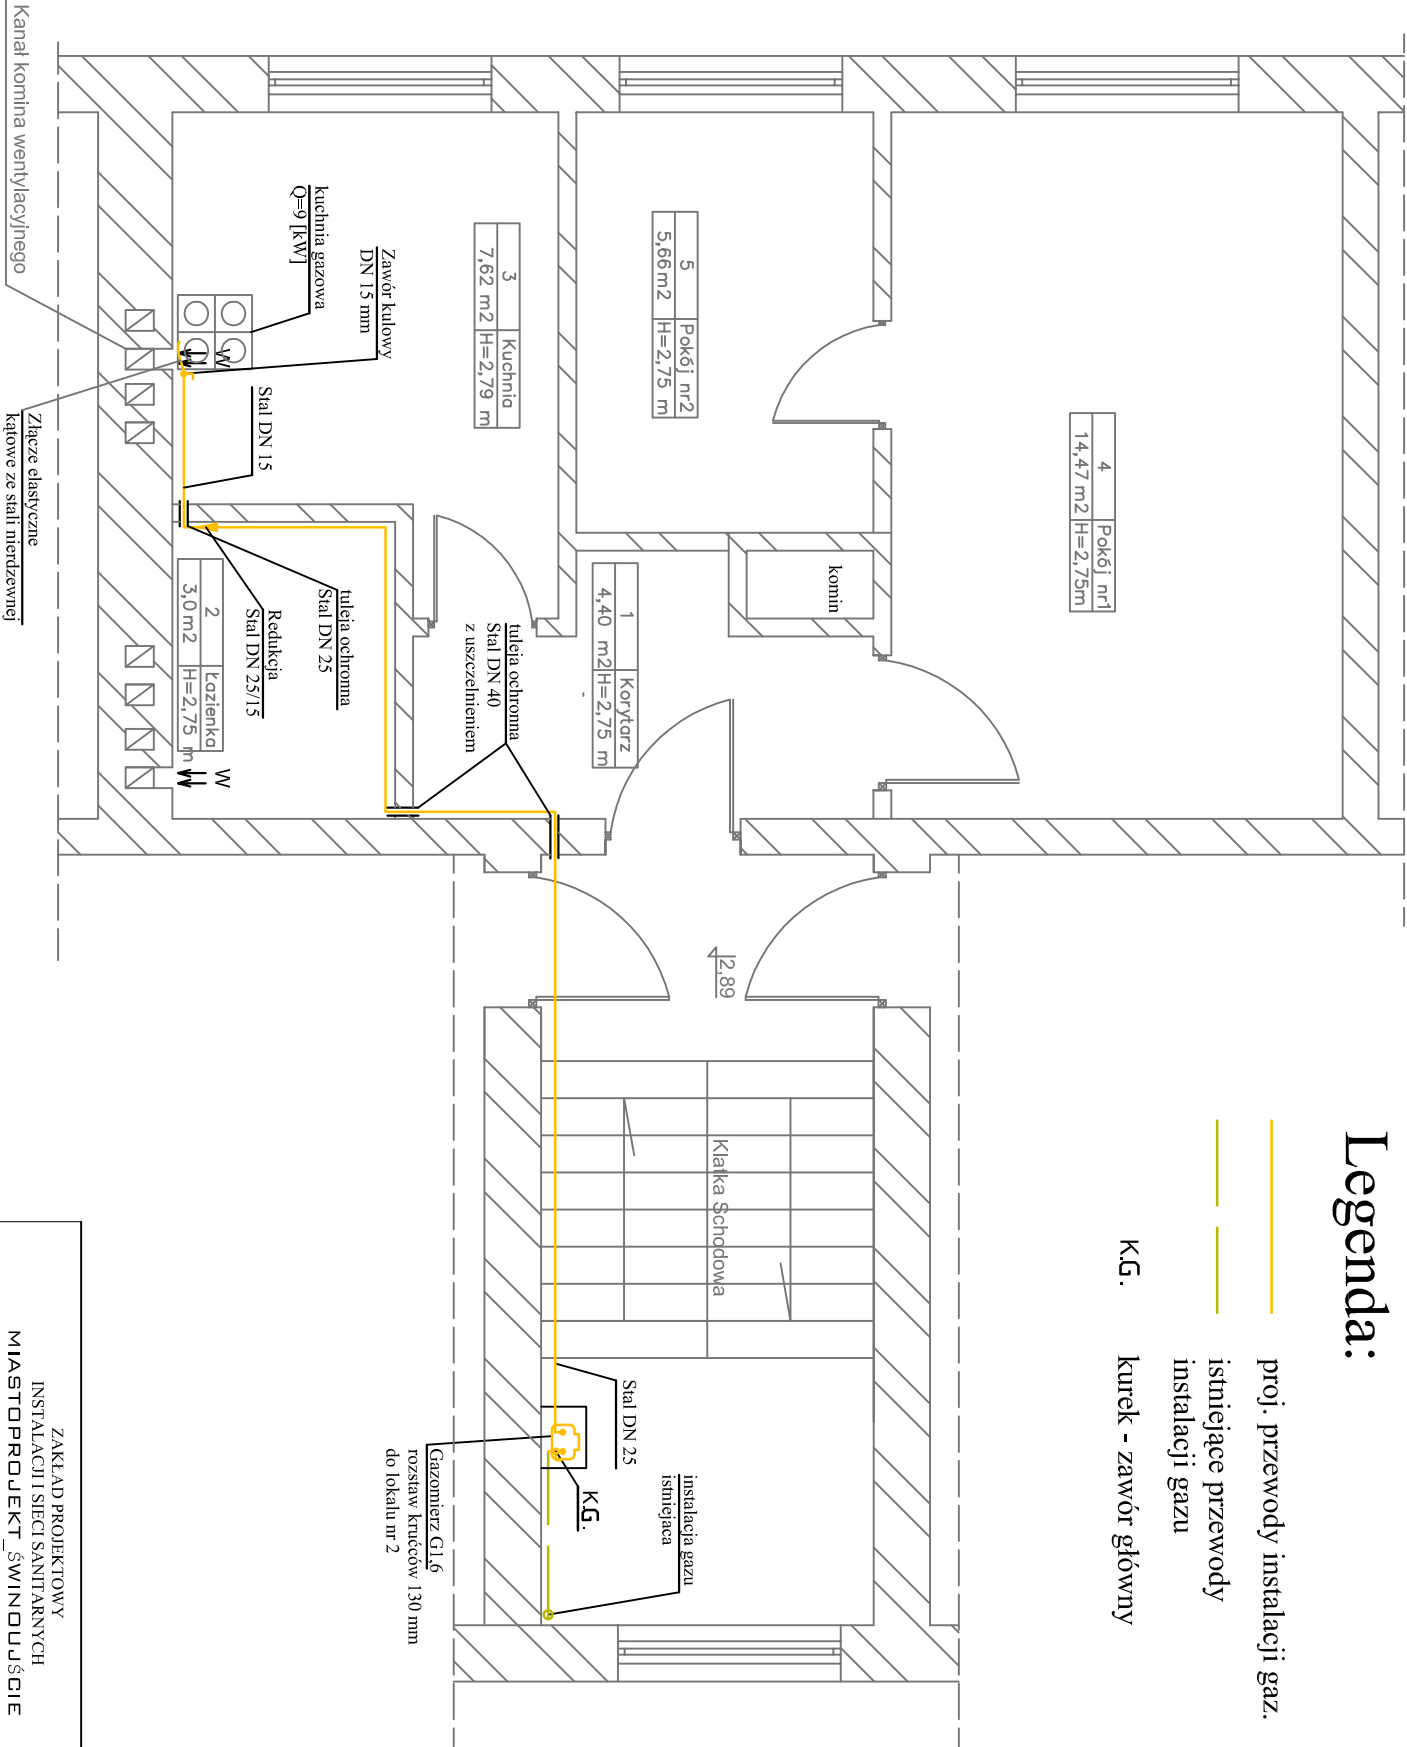 Legenda:
proj. przewody instalacji gaz.
istniejące przewody
instalacji gazu
K.G.
kurek - zawór główny
4
Pokój nr1
14,47 m2
H=2,75m
5
Pokój nr2
5,66m2
H=2,75 m
3
Kuchnia
7,62 m2
H=2,79 m
1
Korytarz
4,40 m2
H=2,75 m
2
Łazienka
3,0m2
H=2,75 m
komin
Zawór kulowy
DN 15 mm
kuchnia gazowa
Q=9 [kW]
Stal DN 15
W
W
tuleja ochronna
Stal DN 40
z uszczelnieniem
tuleja ochronna
Stal DN 25
Redukcja
Stal DN 25/15
Kanał komina wentylacyjnego
Złącze elastyczne
kątowe ze stali nierdzewnej
2,89
Klatka Schodowa
Stal DN 25
instalacja gazu
istniejaca
K.G.
Gazomierz G1,6
rozstaw króćców 130 mm
do lokalu nr 2
ZAKŁAD PROJEKTOWY
INSTALACJI I SIECI SANITARNYCH
MIASTOPROJEKT_ŚWINOUJŚCIE